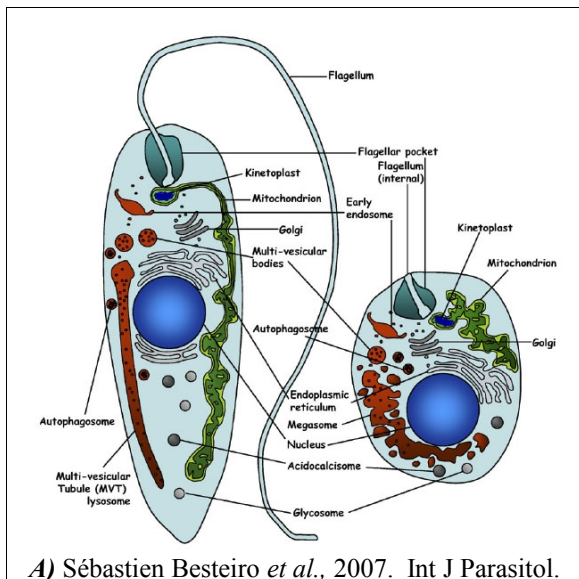 Flagellum
Flagellar pocket
Flagellum
(internal)
Kinetoplast
Mitochondrion
Early
endosome
Kinetoplast
Golgi
Mitochondrion
Multi-vesicular
bodies
Autophagosome
Golgi
Endoplasmic
reticulum
Autophagosome
Megasome
Nucleus
Multi-vesicular
Tubule (MVT)
lysosome
Acidocalcisome
Glycosome
A) Sébastien Besteiro et al., 2007. Int J Parasitol.